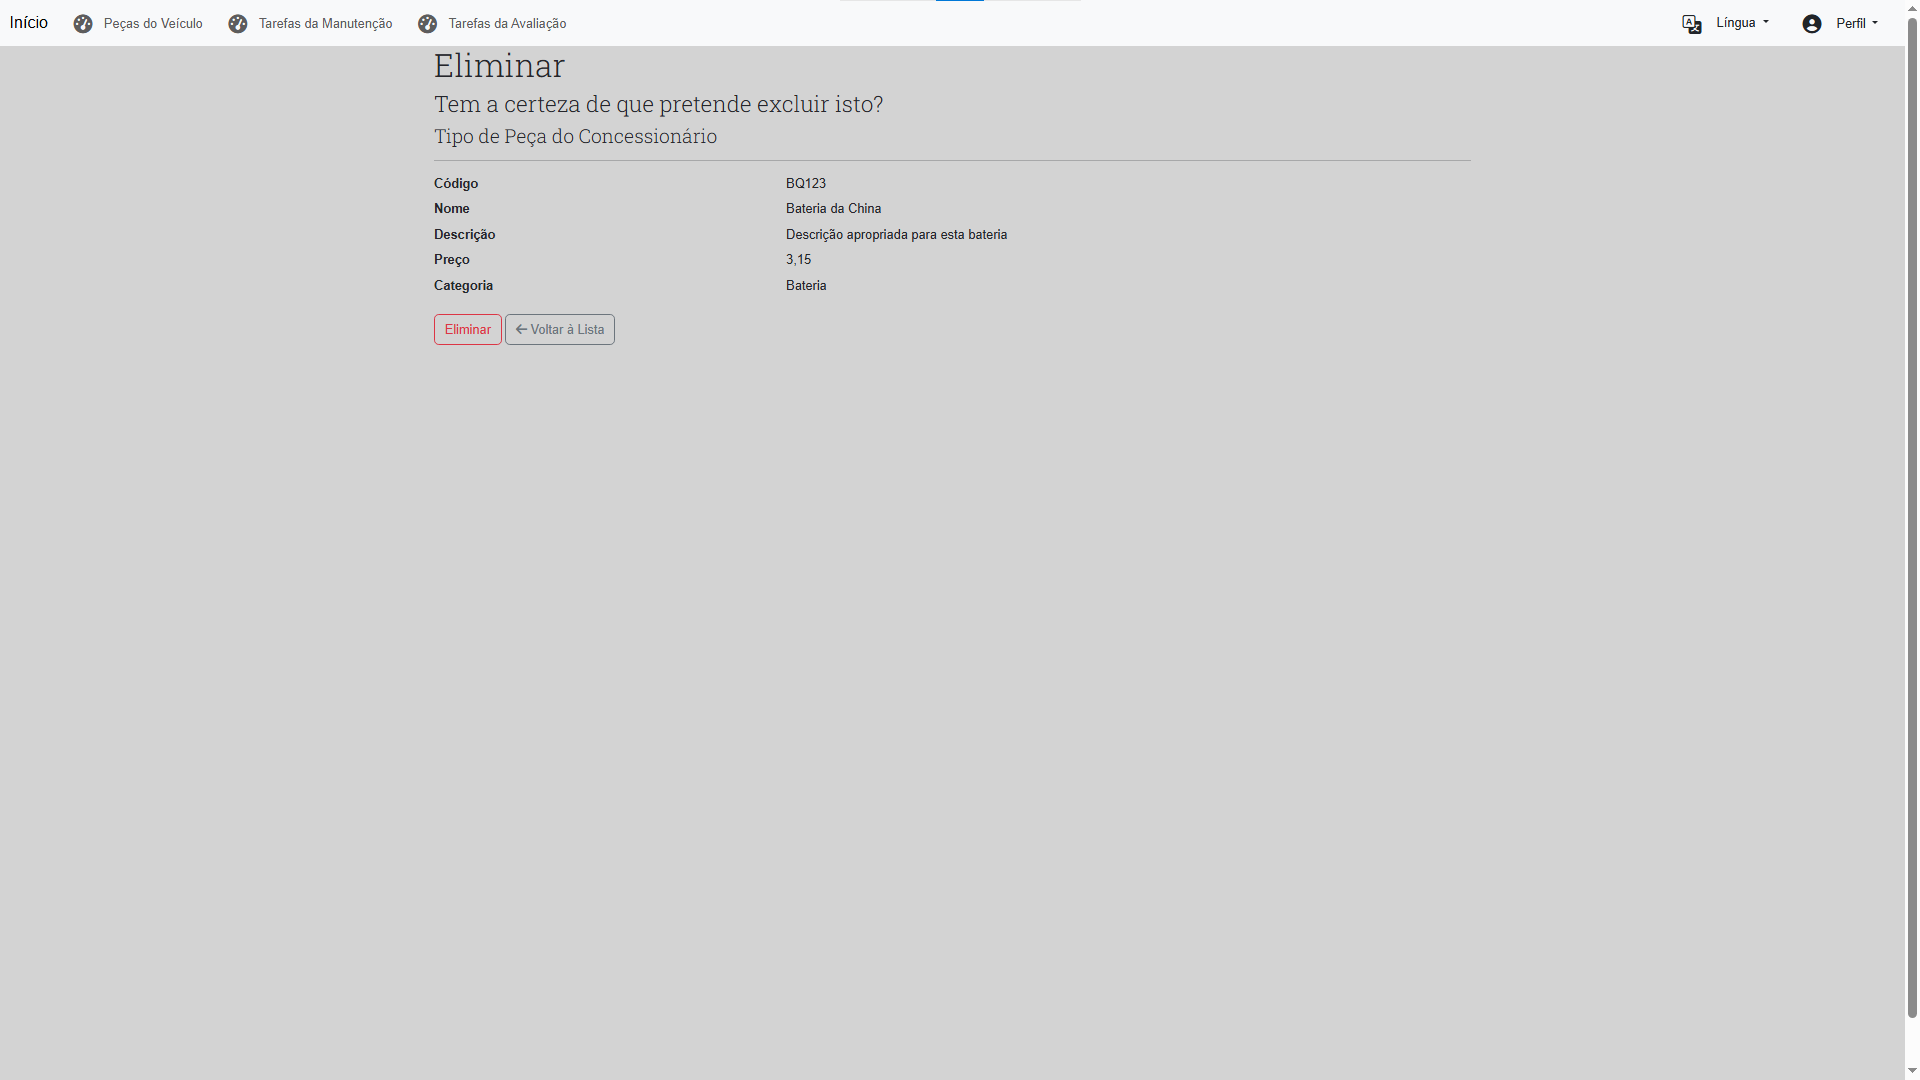 Início Peças do Veículo Tarefas da Manutenção Tarefas da Avaliação Língua Perfil
Eliminar
Tem a certeza de que pretende excluir isto?
Tipo de Peça do Concessionário
Código BQ123
Nome Bateria da China
Descrição Descrição apropriada para esta bateria
Preço 3,15
Categoria Bateria
Eliminar Voltar à Lista